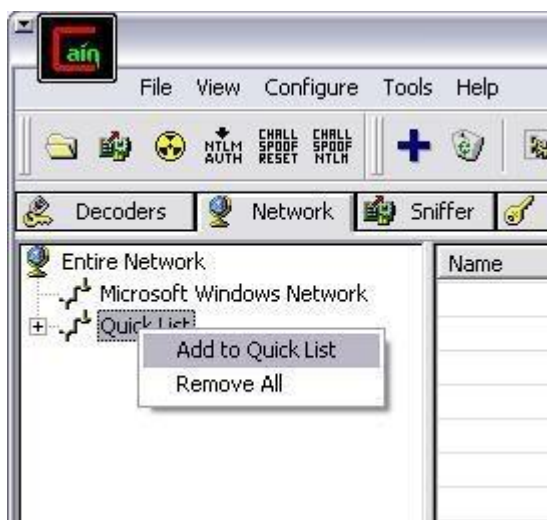 Cain
File View Configure Tools Help
NTLM AUTH CHALL SPOOF RESET CHALL SPOOF NTLM
Decoders Network Sniffer
Entire Network Name
Microsoft Windows Network
Quick List
Add to Quick List
Remove All